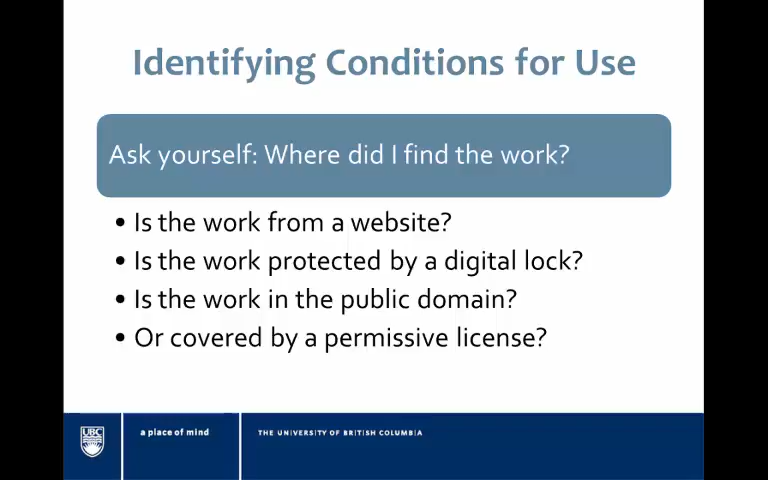 Identifying Conditions for Use
Ask yourself: Where did I find the work?
• Is the work from a website?
• Is the work protected by a digital lock?
• Is the work in the public domain?
• Or covered by a permissive license?
UBC
a place of mind
THE UNIVERSITY OF BRITISH COLUMBIA